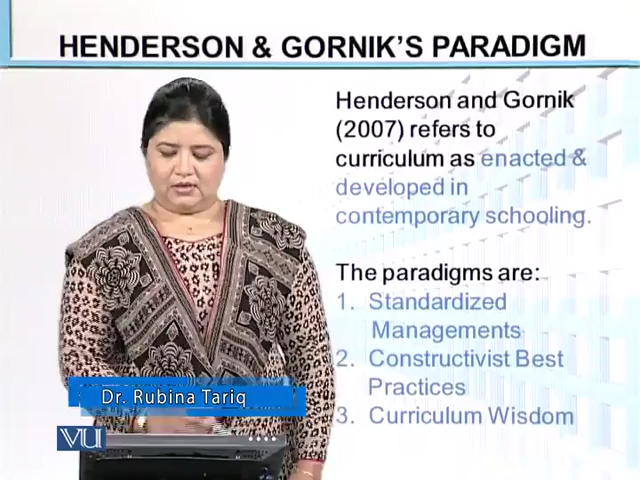 HENDERSON & GORNIK'S PARADIGM
Henderson and Gornik
(2007) refers to
curriculum as enacted &
developed in
contemporary schooling.
The paradigms are:
1. Standardized
Managements
2. Constructivist Best
Practices
3. Curriculum Wisdom
Dr. Rubina Tariq
VU